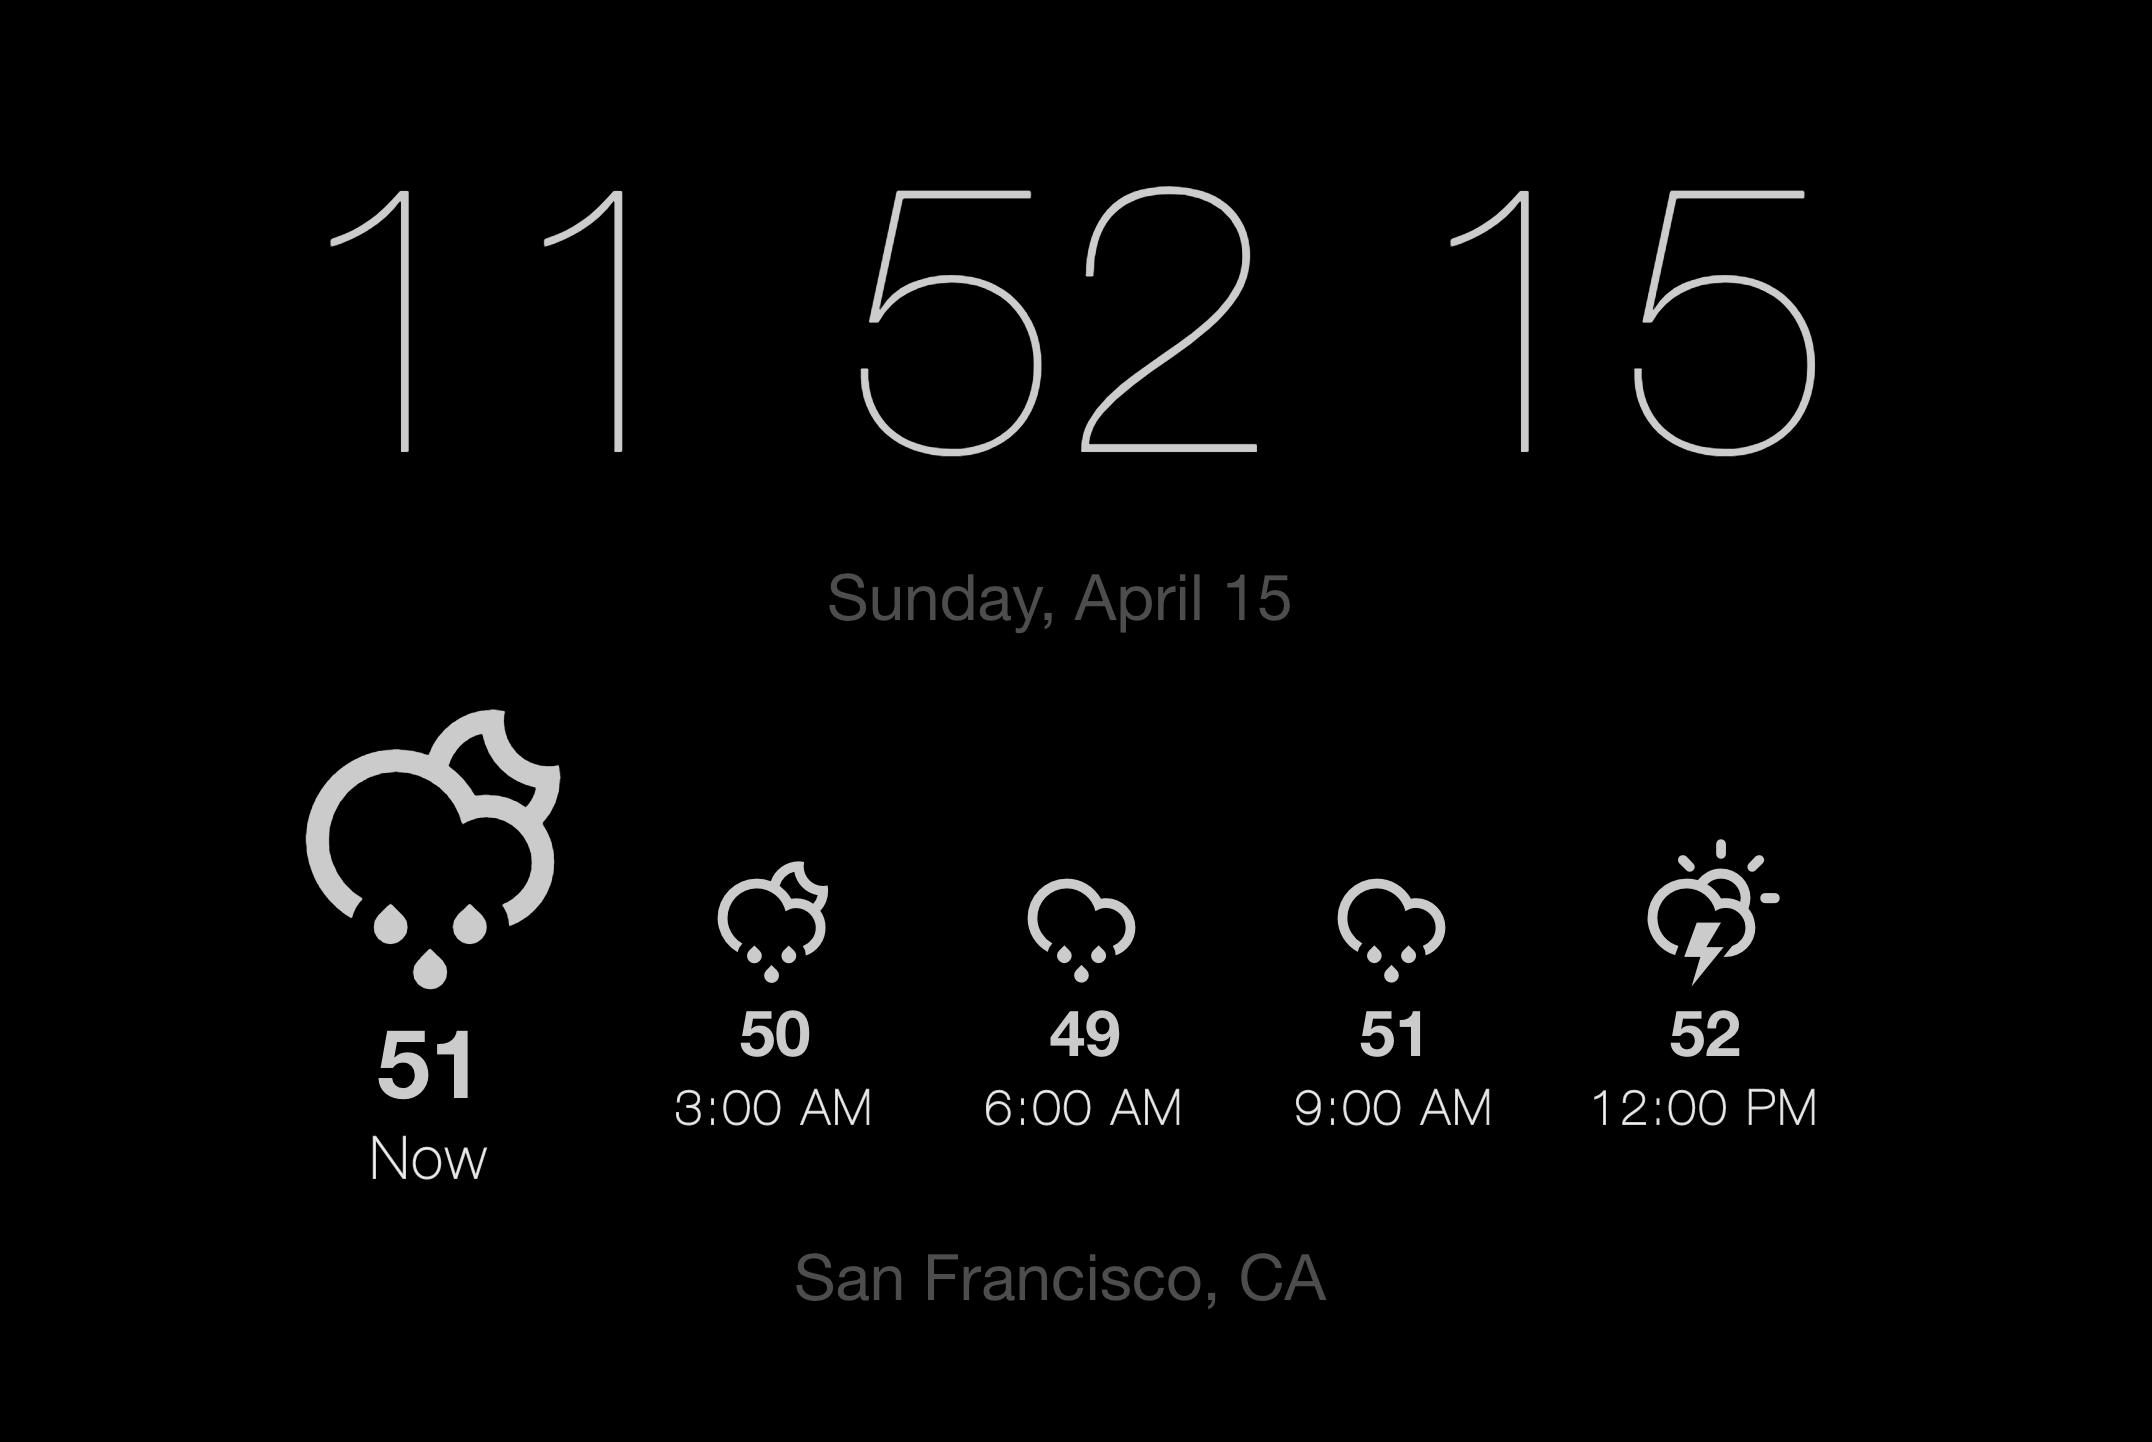 11 52 15
Sunday, April 15
51 50 49 51 52
Now 3:00 AM 6:00 AM 9:00 AM 12:00 PM
San Francisco, CA